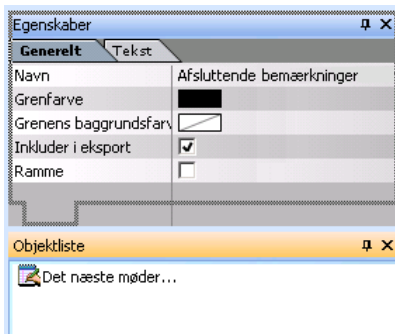 Egenskaber
Generelt Tekst
Navn Afsluttende bemærkninger
Grenfarve
Grenens baggrundsfarv
Inkluder i eksport
Ramme
Objektliste
Det næste møder...